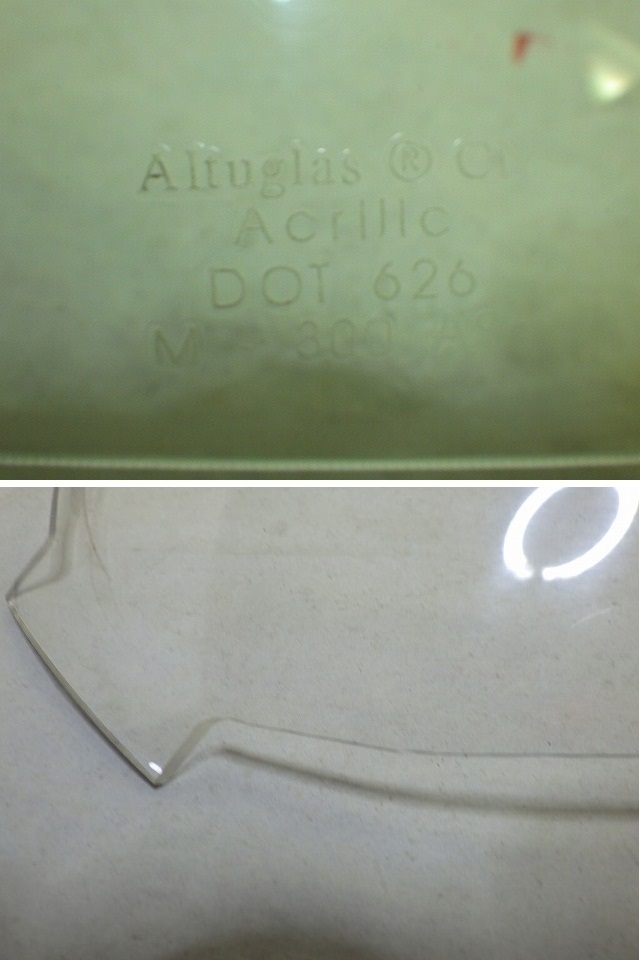 Altuglas ®
Acrilic
DOT 626
M - 300